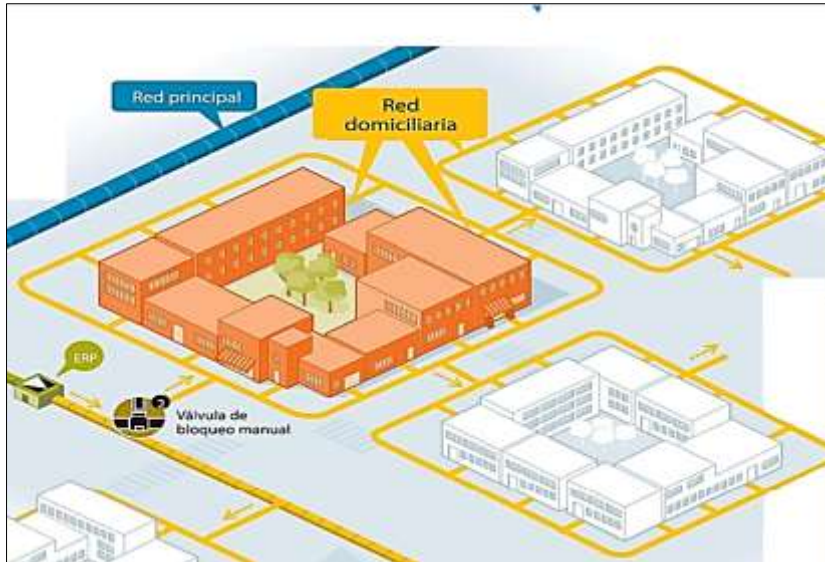 Red principal
Red
domiciliaria
ERP
?
Válvula de
bloqueo manual